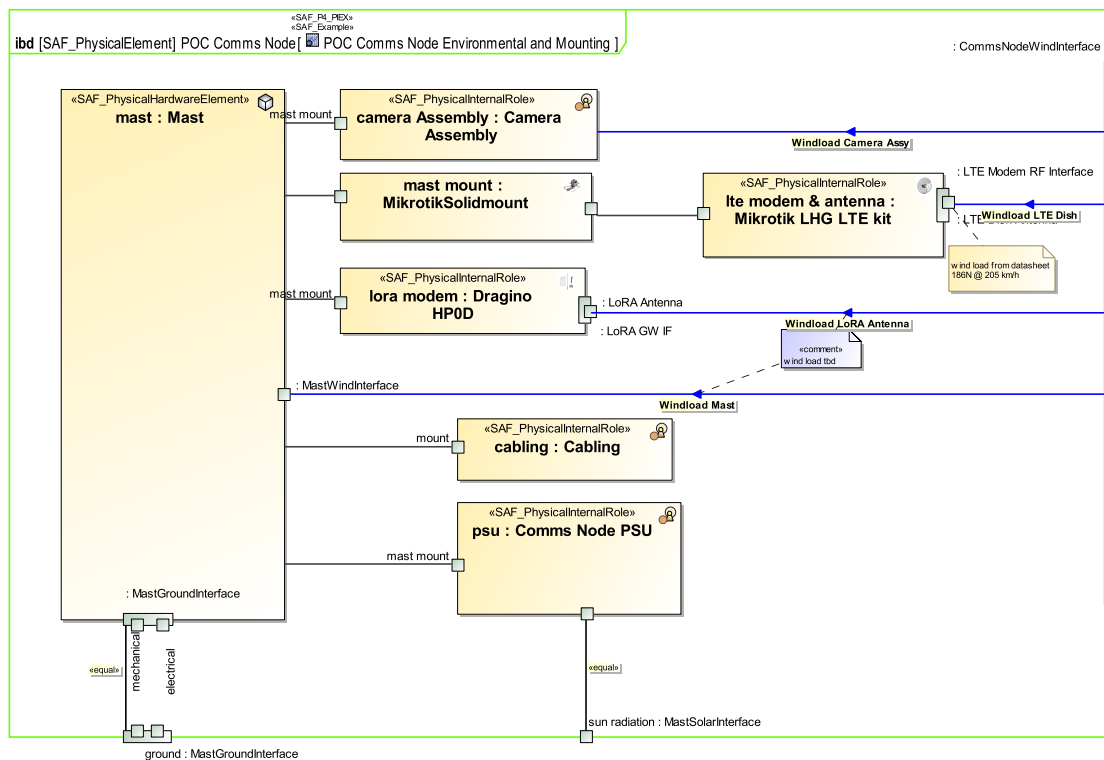 «SAF_P4_PIEX»
«SAF_Example»
ibd [SAF_PhysicalElement] POC Comms Node[ POC Comms Node Environmental and Mounting ]
: CommsNodeWindInterface
«SAF_PhysicalHardwareElement»
mast : Mast
mast mount
«SAF_PhysicalInternalRole»
camera Assembly : Camera
Assembly
Windload Camera Assy
mast mount :
MikrotikSolidmount
«SAF_PhysicalInternalRole»
lte modem & antenna :
Mikrotik LHG LTE kit
: LTE Modem RF Interface
Windload LTE Dish
wind load from datasheet
186N @ 205 km/h
mast mount
«SAF_PhysicalInternalRole»
lora modem : Dragino
HP0D
: LoRA Antenna
: LoRA GW IF
Windload LoRA Antenna
«comment»
wind load tbd
: MastWindInterface
Windload Mast
mount
«SAF_PhysicalInternalRole»
cabling : Cabling
mast mount
«SAF_PhysicalInternalRole»
psu : Comms Node PSU
: MastGroundInterface
mechanical
electrical
«equal»
«equal»
sun radiation : MastSolarInterface
ground : MastGroundInterface